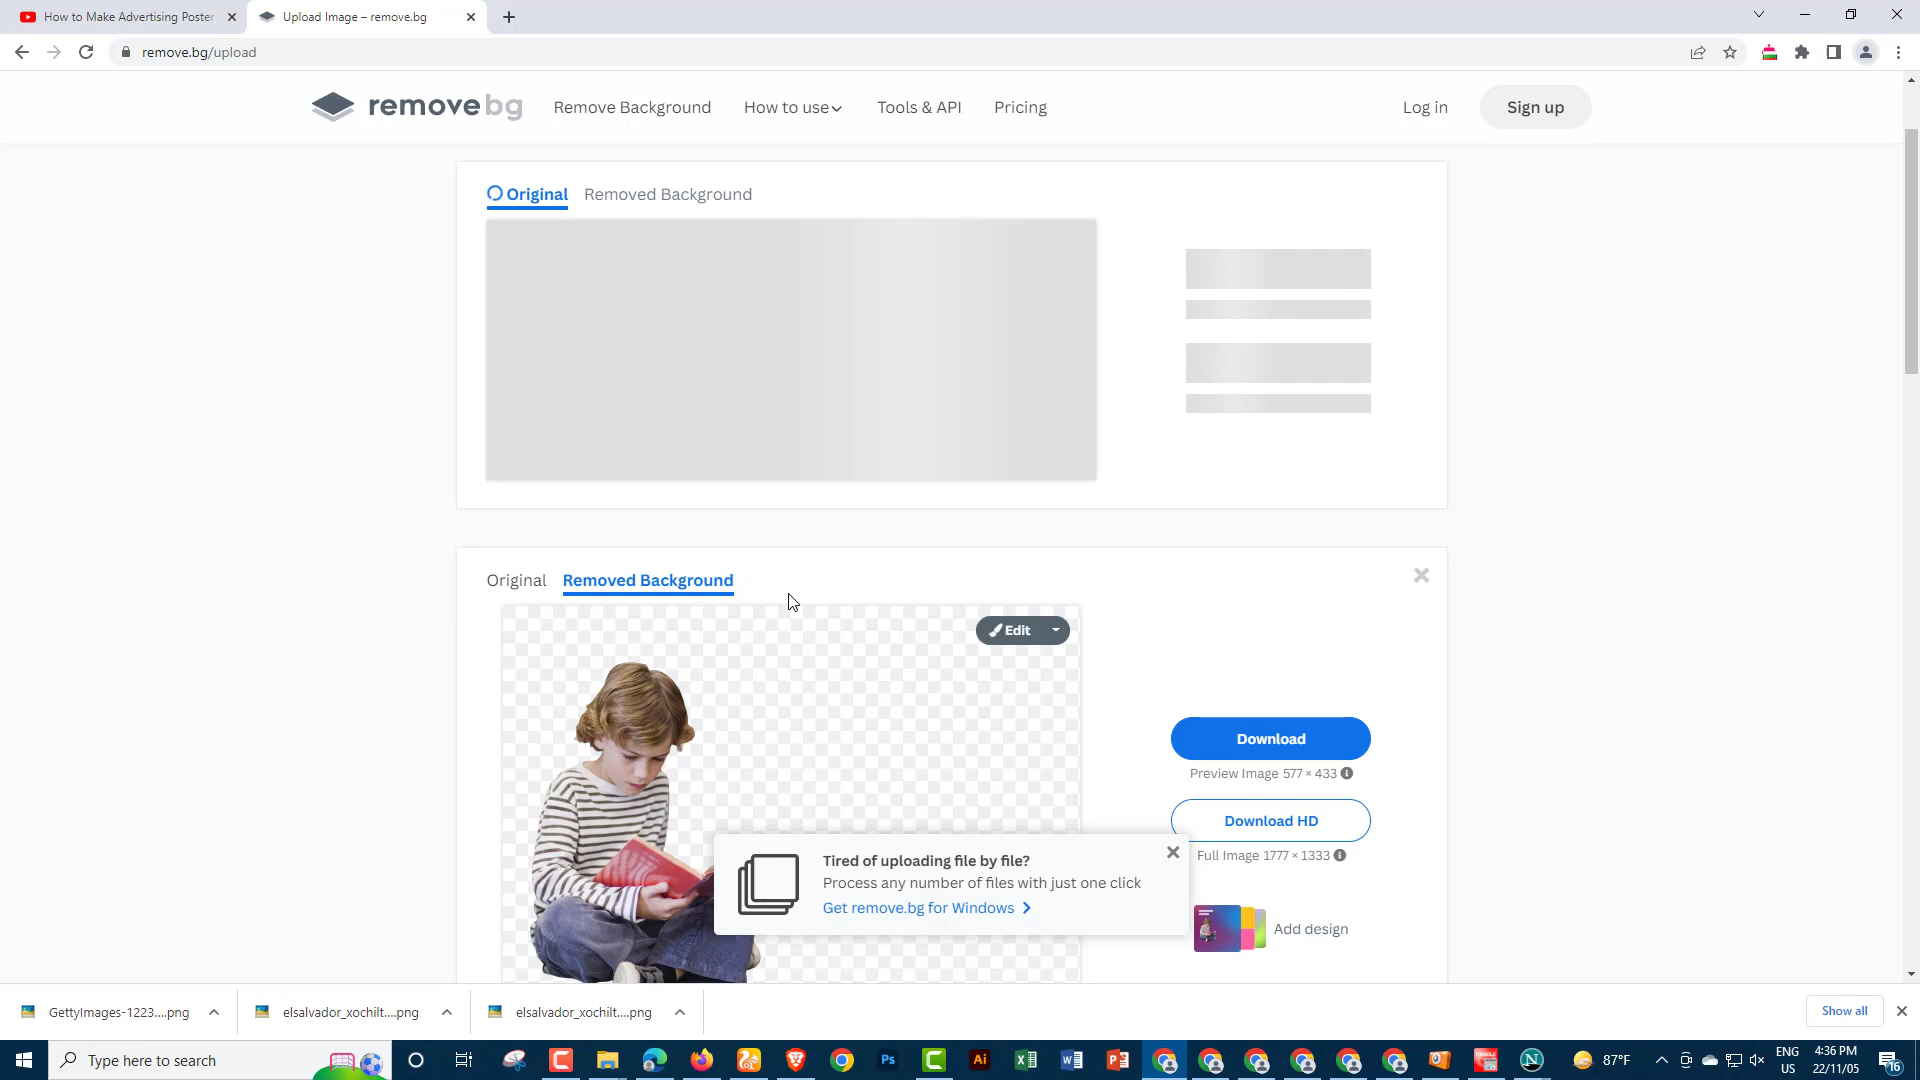 How to Make Advertising Poster
Upload Image – remove.bg
remove.bg/upload
removebg
Remove Background
How to use
Tools & API
Pricing
Log in
Sign up
Original
Removed Background
Original
Removed Background
Edit
Download
Preview Image 577 × 433
Download HD
Full Image 1777 × 1333
Tired of uploading file by file?
Process any number of files with just one click
Get remove.bg for Windows
Add design
GettyImages-1223....png
elsalvador_xochilt....png
elsalvador_xochilt....png
Show all
Type here to search
Ps
Ai
87°F
ENG
US
4:36 PM
22/11/05
16